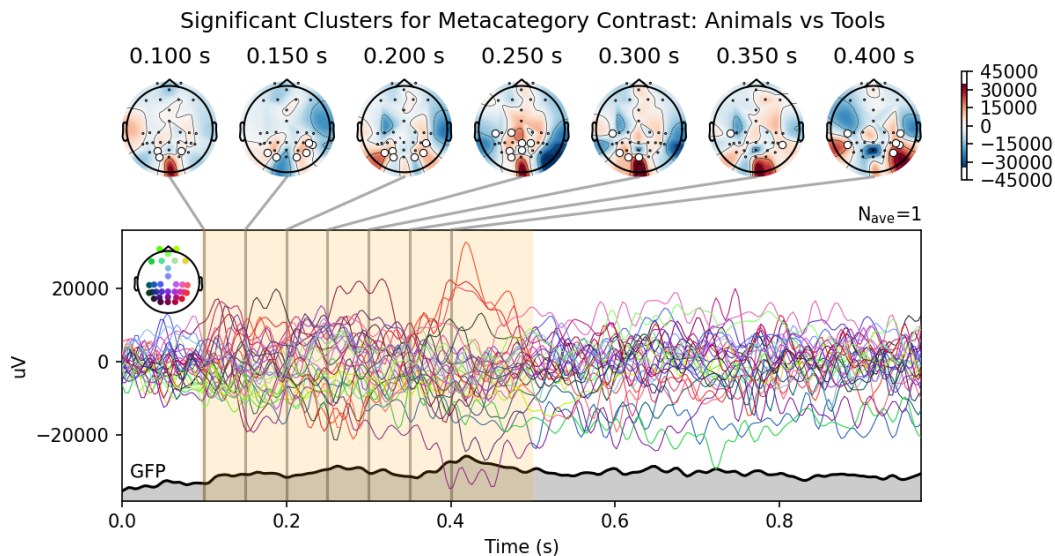 Significant Clusters for Metacategory Contrast: Animals vs Tools
0.100 s 0.150 s 0.200 s 0.250 s 0.300 s 0.350 s 0.400 s
45000
30000
15000
0
−15000
−30000
−45000
Nave=1
20000
0
−20000
uV
GFP
0.0 0.2 0.4 0.6 0.8
Time (s)